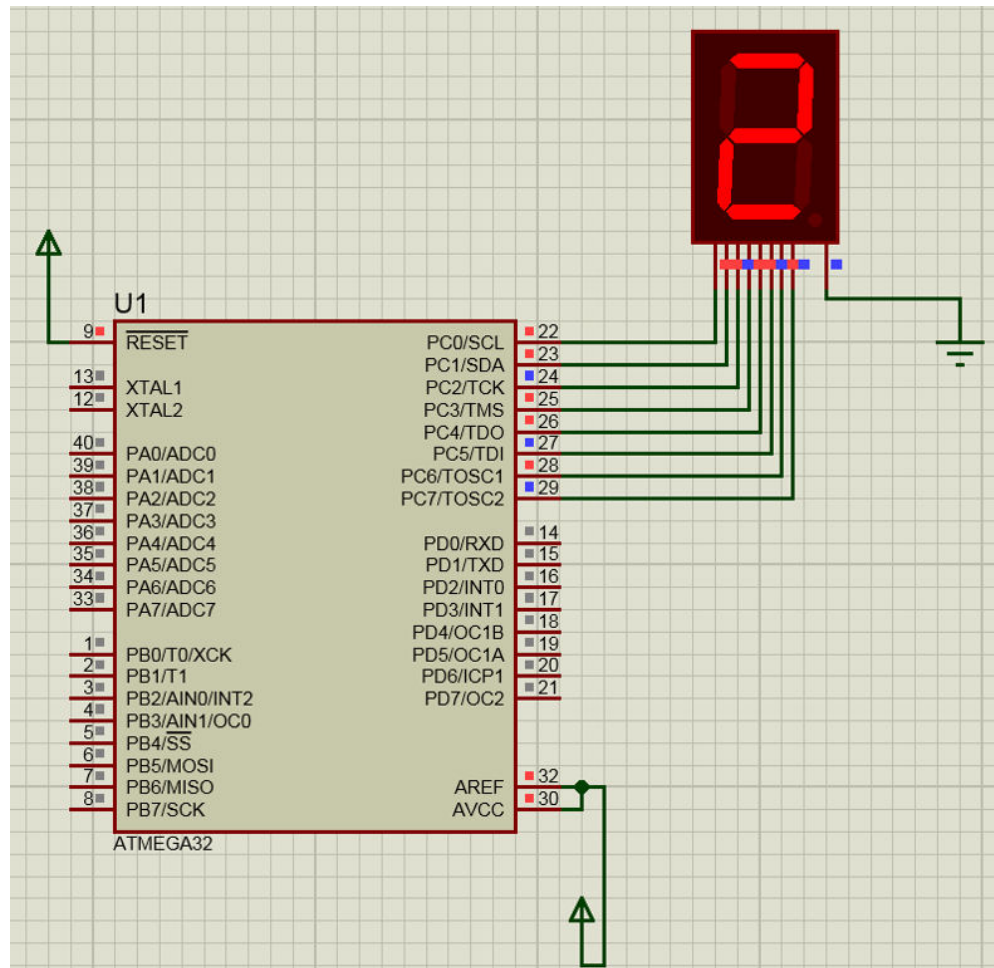 2
U1
9 RESET
13 XTAL1
12 XTAL2
40 PA0/ADC0
39 PA1/ADC1
38 PA2/ADC2
37 PA3/ADC3
36 PA4/ADC4
35 PA5/ADC5
34 PA6/ADC6
33 PA7/ADC7
1 PB0/T0/XCK
2 PB1/T1
3 PB2/AIN0/INT2
4 PB3/AIN1/OC0
5 PB4/SS
6 PB5/MOSI
7 PB6/MISO
8 PB7/SCK
PC0/SCL 22
PC1/SDA 23
PC2/TCK 24
PC3/TMS 25
PC4/TDO 26
PC5/TDI 27
PC6/TOSC1 28
PC7/TOSC2 29
PD0/RXD 14
PD1/TXD 15
PD2/INT0 16
PD3/INT1 17
PD4/OC1B 18
PD5/OC1A 19
PD6/ICP1 20
PD7/OC2 21
AREF 32
AVCC 30
ATMEGA32